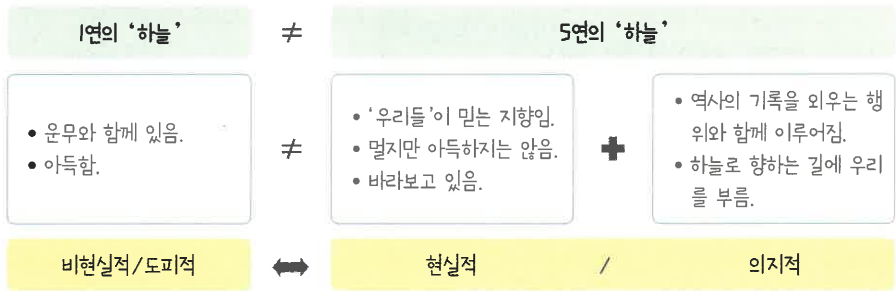 1연의 ‘하늘’ ≠ 5연의 ‘하늘’
• 운무와 함께 있음.
• 아득함.
≠
• ‘우리들’이 믿는 지향임.
• 멀지만 아득하지는 않음.
• 바라보고 있음.
+
• 역사의 기록을 외우는 행
위와 함께 이루어짐.
• 하늘로 향하는 길에 우리
를 부름.
비현실적/도피적 ↔ 현실적 / 의지적